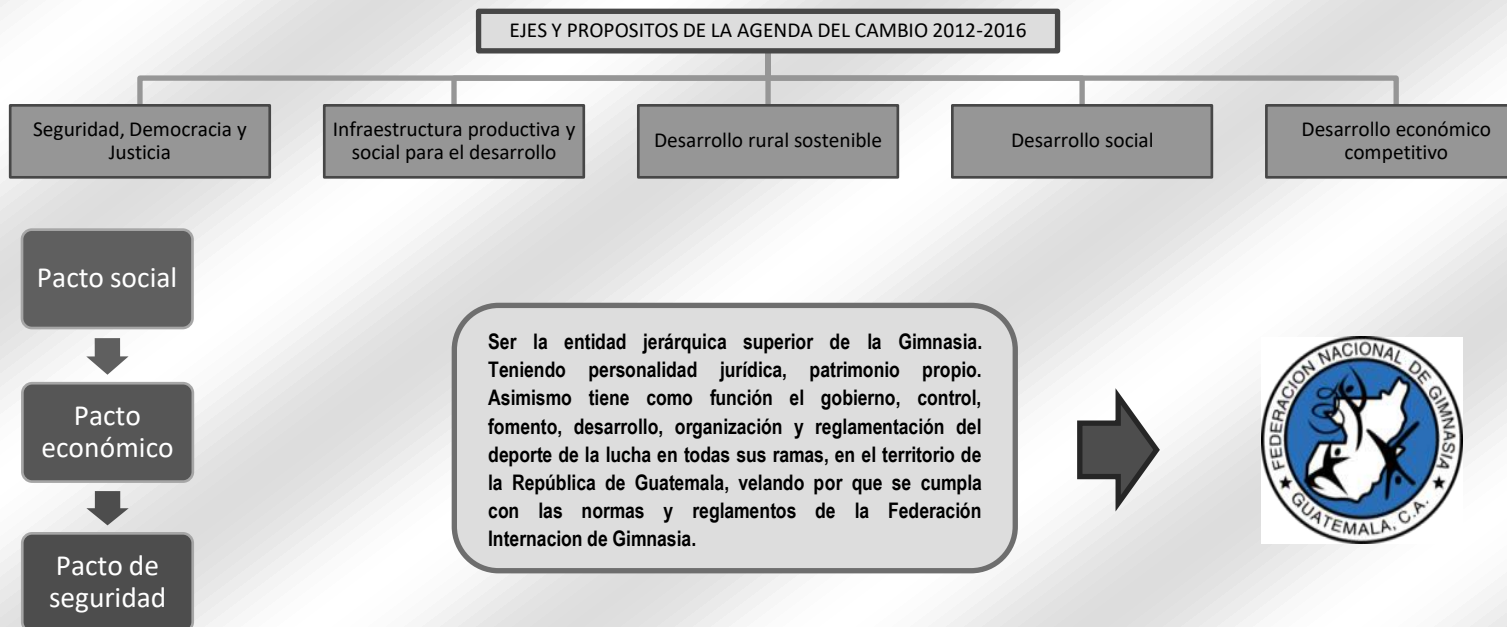 EJES Y PROPOSITOS DE LA AGENDA DEL CAMBIO 2012-2016
Seguridad, Democracia y
Justicia
Infraestructura productiva y
social para el desarrollo
Desarrollo rural sostenible
Desarrollo social
Desarrollo económico
competitivo
Pacto social
Pacto
económico
Pacto de
seguridad
Ser la entidad jerárquica superior de la Gimnasia.
Teniendo personalidad jurídica, patrimonio propio.
Asimismo tiene como función el gobierno, control,
fomento, desarrollo, organización y reglamentación del
deporte de la lucha en todas sus ramas, en el territorio de
la República de Guatemala, velando por que se cumpla
con las normas y reglamentos de la Federación
Internacion de Gimnasia.
FEDERACION NACIONAL DE GIMNASIA
GUATEMALA, C.A.